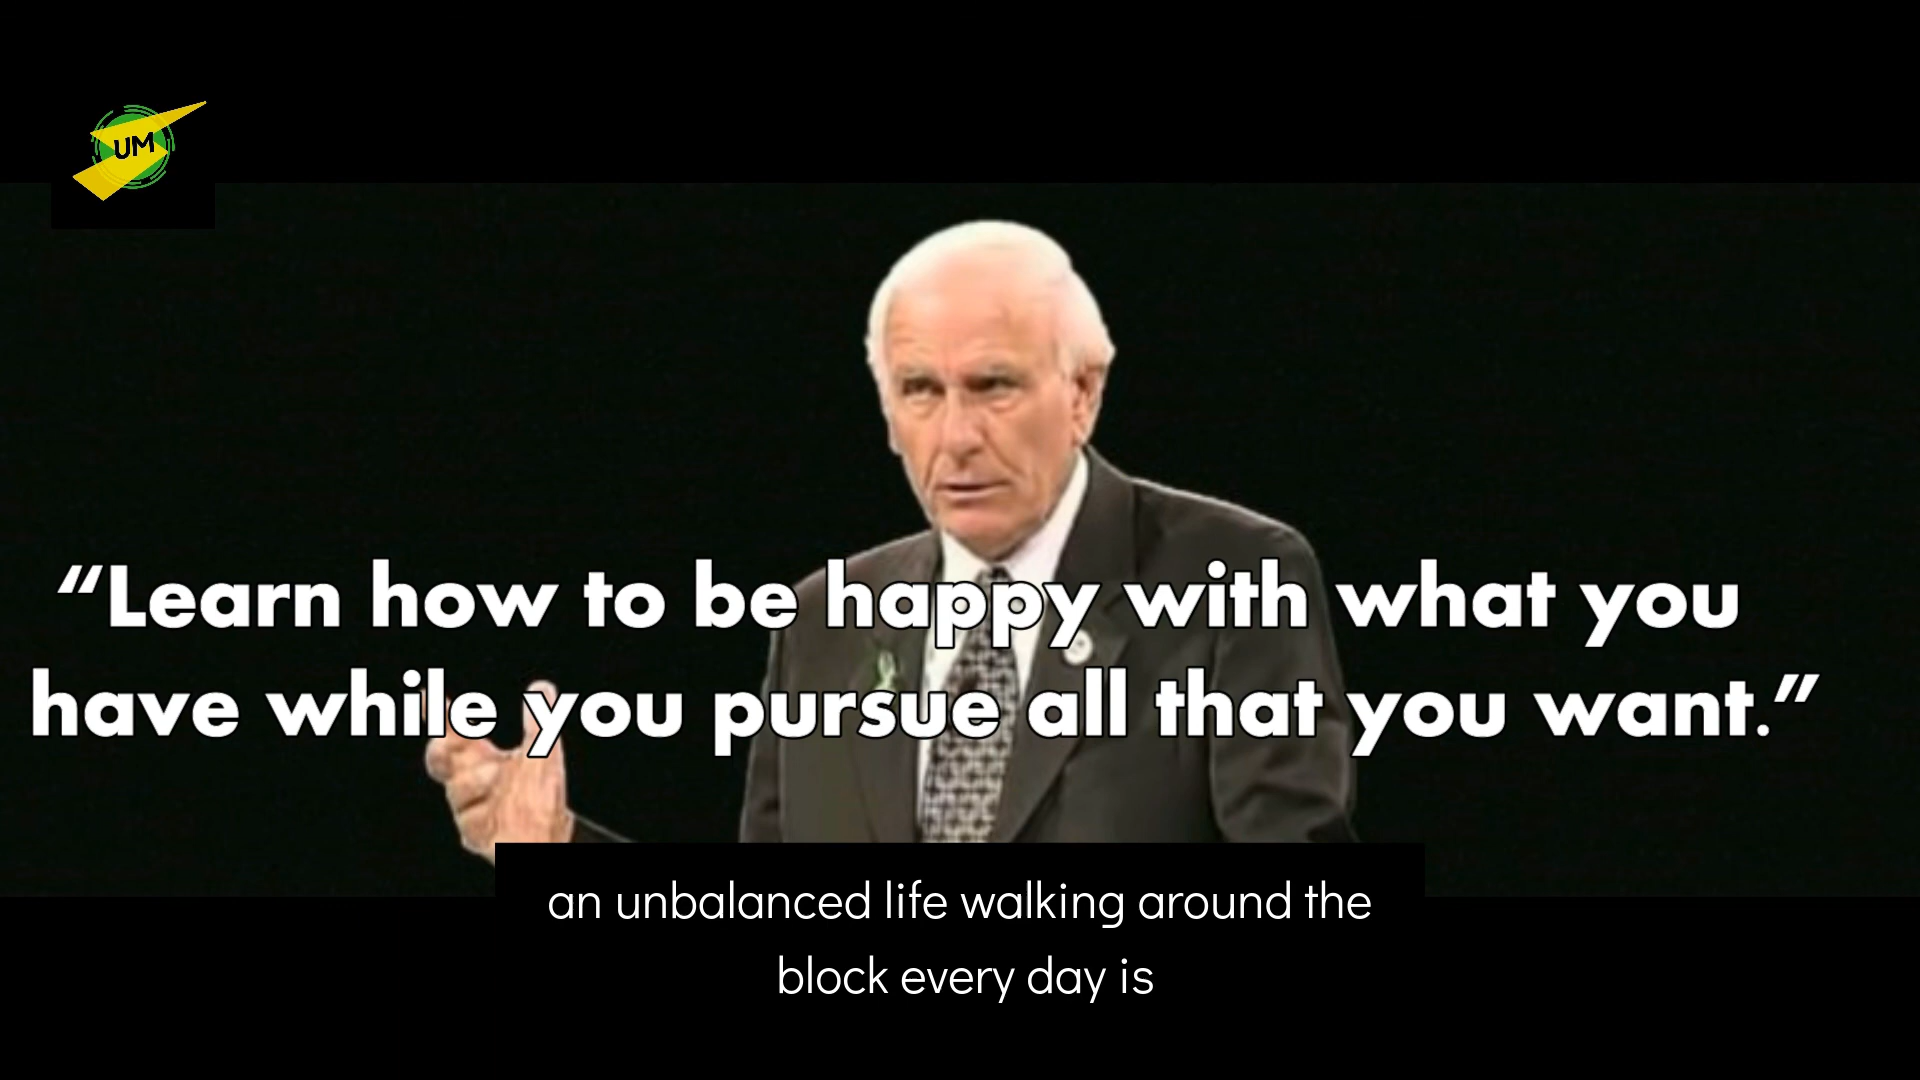 UM
“Learn how to be happy with what you
have while you pursue all that you want.”
an unbalanced life walking around the
block every day is